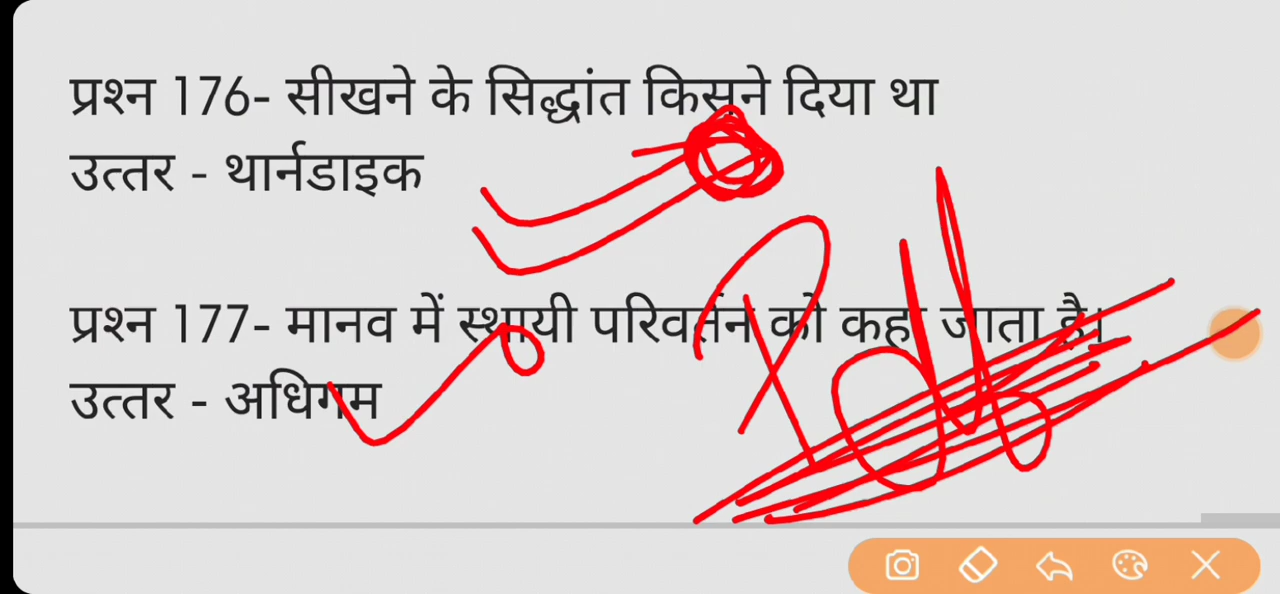 प्रश्न 176- सीखने के सिद्धांत किसने दिया था
उत्तर - थार्नडाइक
प्रश्न 177- मानव में स्थायी परिवर्तन को कहा जाता है।
उत्तर - अधिगम